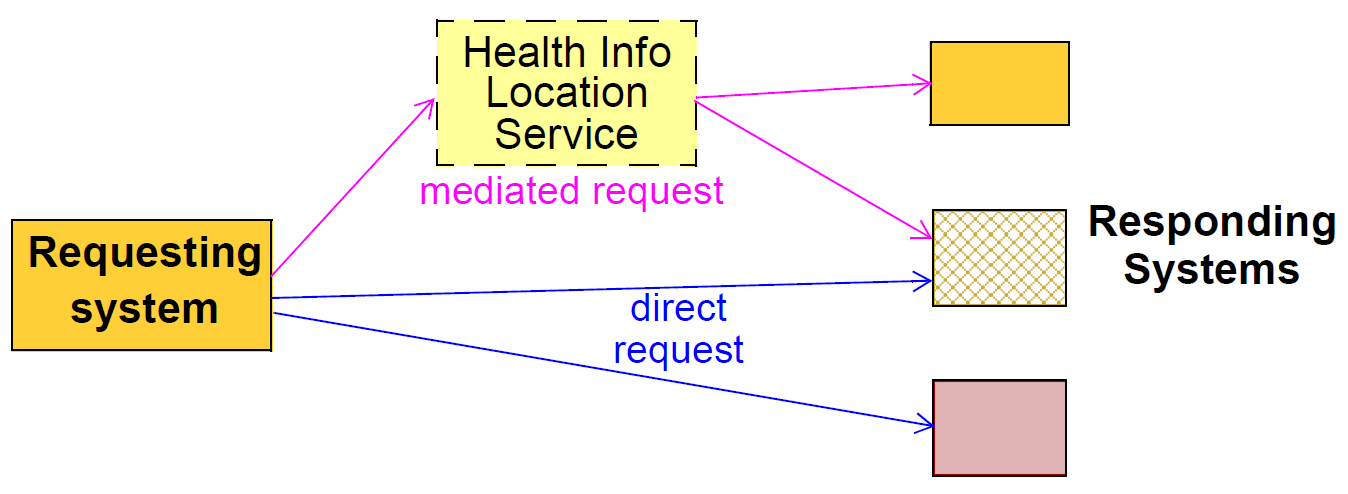 Health Info
Location
Service
mediated request
Requesting
system
direct
request
Responding
Systems